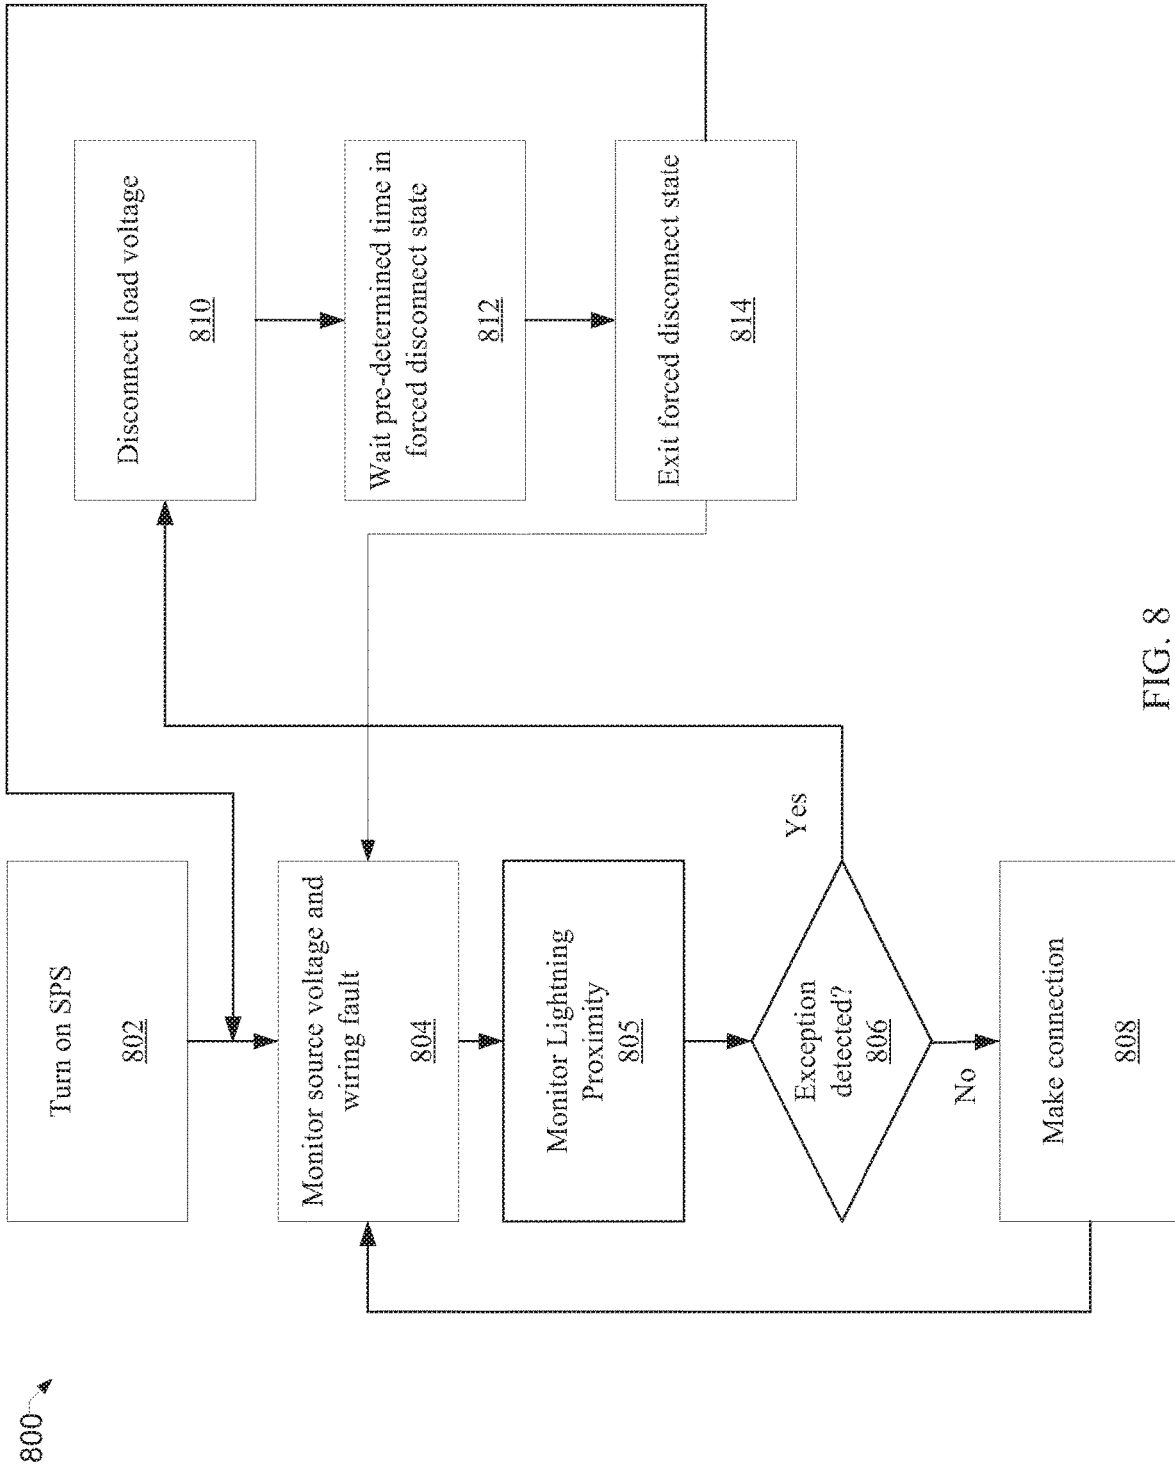 800
Turn on SPS
802
Monitor source voltage and
wiring fault
804
Monitor Lightning
Proximity
805
Exception
detected?
806
Yes
No
Make connection
808
Disconnect load voltage
810
Wait pre-determined time in
forced disconnect state
812
Exit forced disconnect state
814
FIG. 8